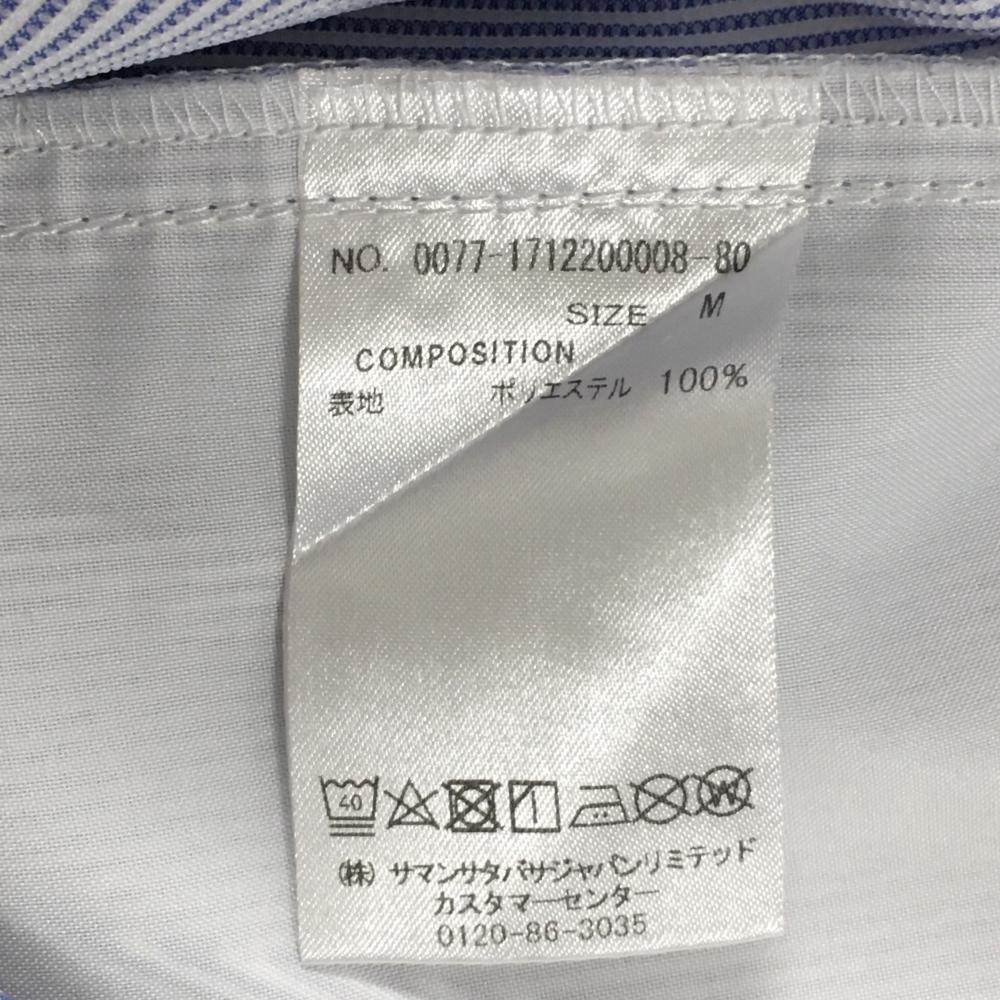 NO. 0077-1712200008-80
SIZE M
COMPOSITION
表地 ポリエステル 100%
40 W
(株) サマンサタバサジャパンリミテッド
カスタマーセンター
0120-86-3035